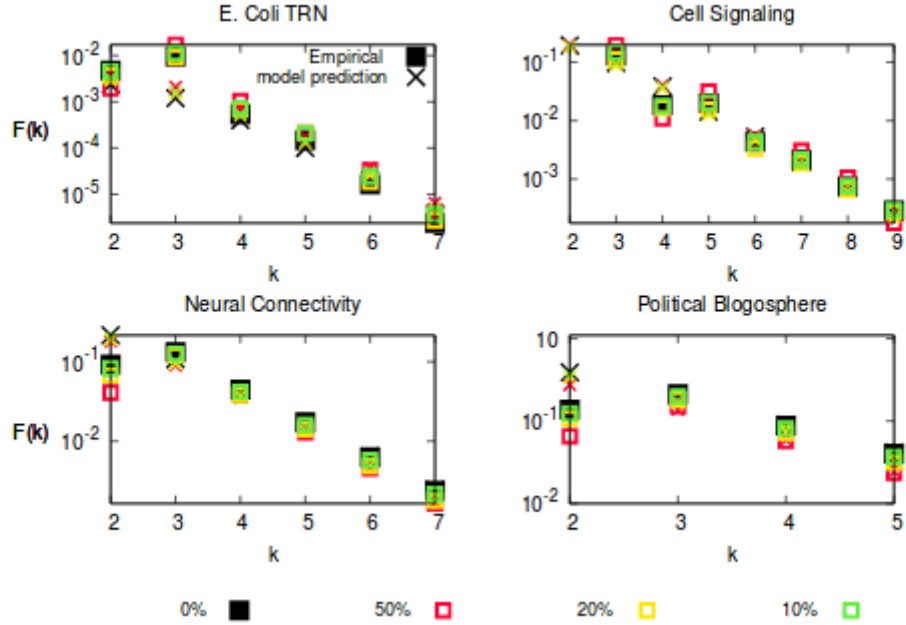 E. Coli TRN
Cell Signaling
10-2
10-3
10-4
10-5
F(k)
Empirical
model prediction
2 3 4 5 6 7
k
10-1
10-2
10-3
2 3 4 5 6 7 8 9
k
Neural Connectivity
Political Blogosphere
10-1
10-2
F(k)
2 3 4 5 6 7
k
10
10-1
10-2
2 3 4 5
k
0% 50% 20% 10%